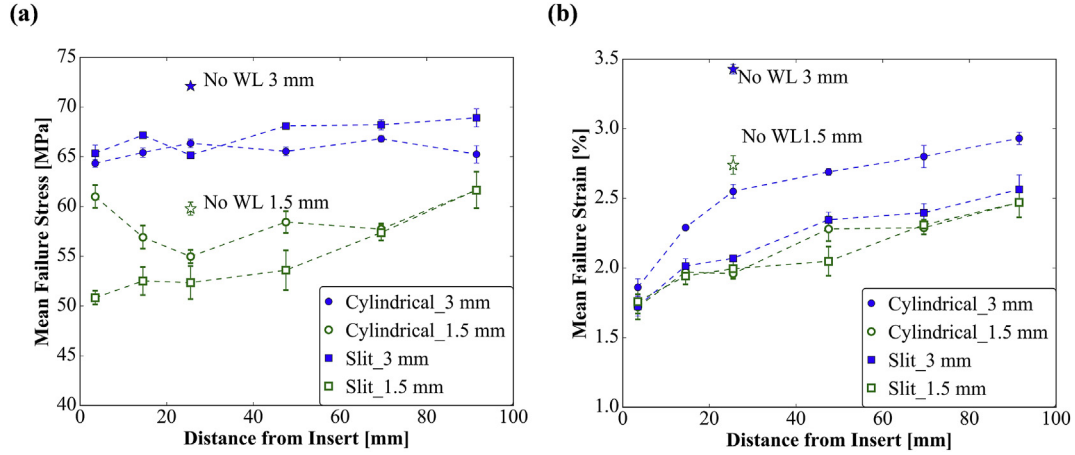 (a)
75
70
65
60
55
50
45
40
0
20
40
60
80
100
Mean Failure Stress [MPa]
Distance from Insert [mm]
No WL 3 mm
No WL 1.5 mm
Cylindrical_3 mm
Cylindrical_1.5 mm
Slit_3 mm
Slit_1.5 mm
(b)
3.5
3.0
2.5
2.0
1.5
1.0
0
20
40
60
80
100
Mean Failure Strain [%]
Distance from Insert [mm]
No WL 3 mm
No WL1.5 mm
Cylindrical_3 mm
Cylindrical_1.5 mm
Slit_3 mm
Slit_1.5 mm